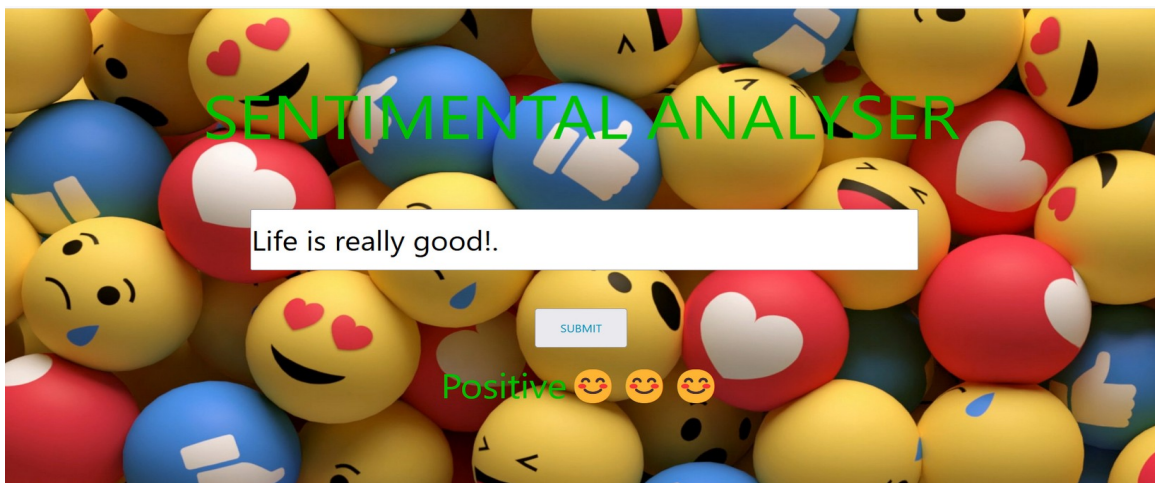 SENTIMENTAL ANALYSER
Life is really good!.
SUBMIT
Positive 😊 😊 😊